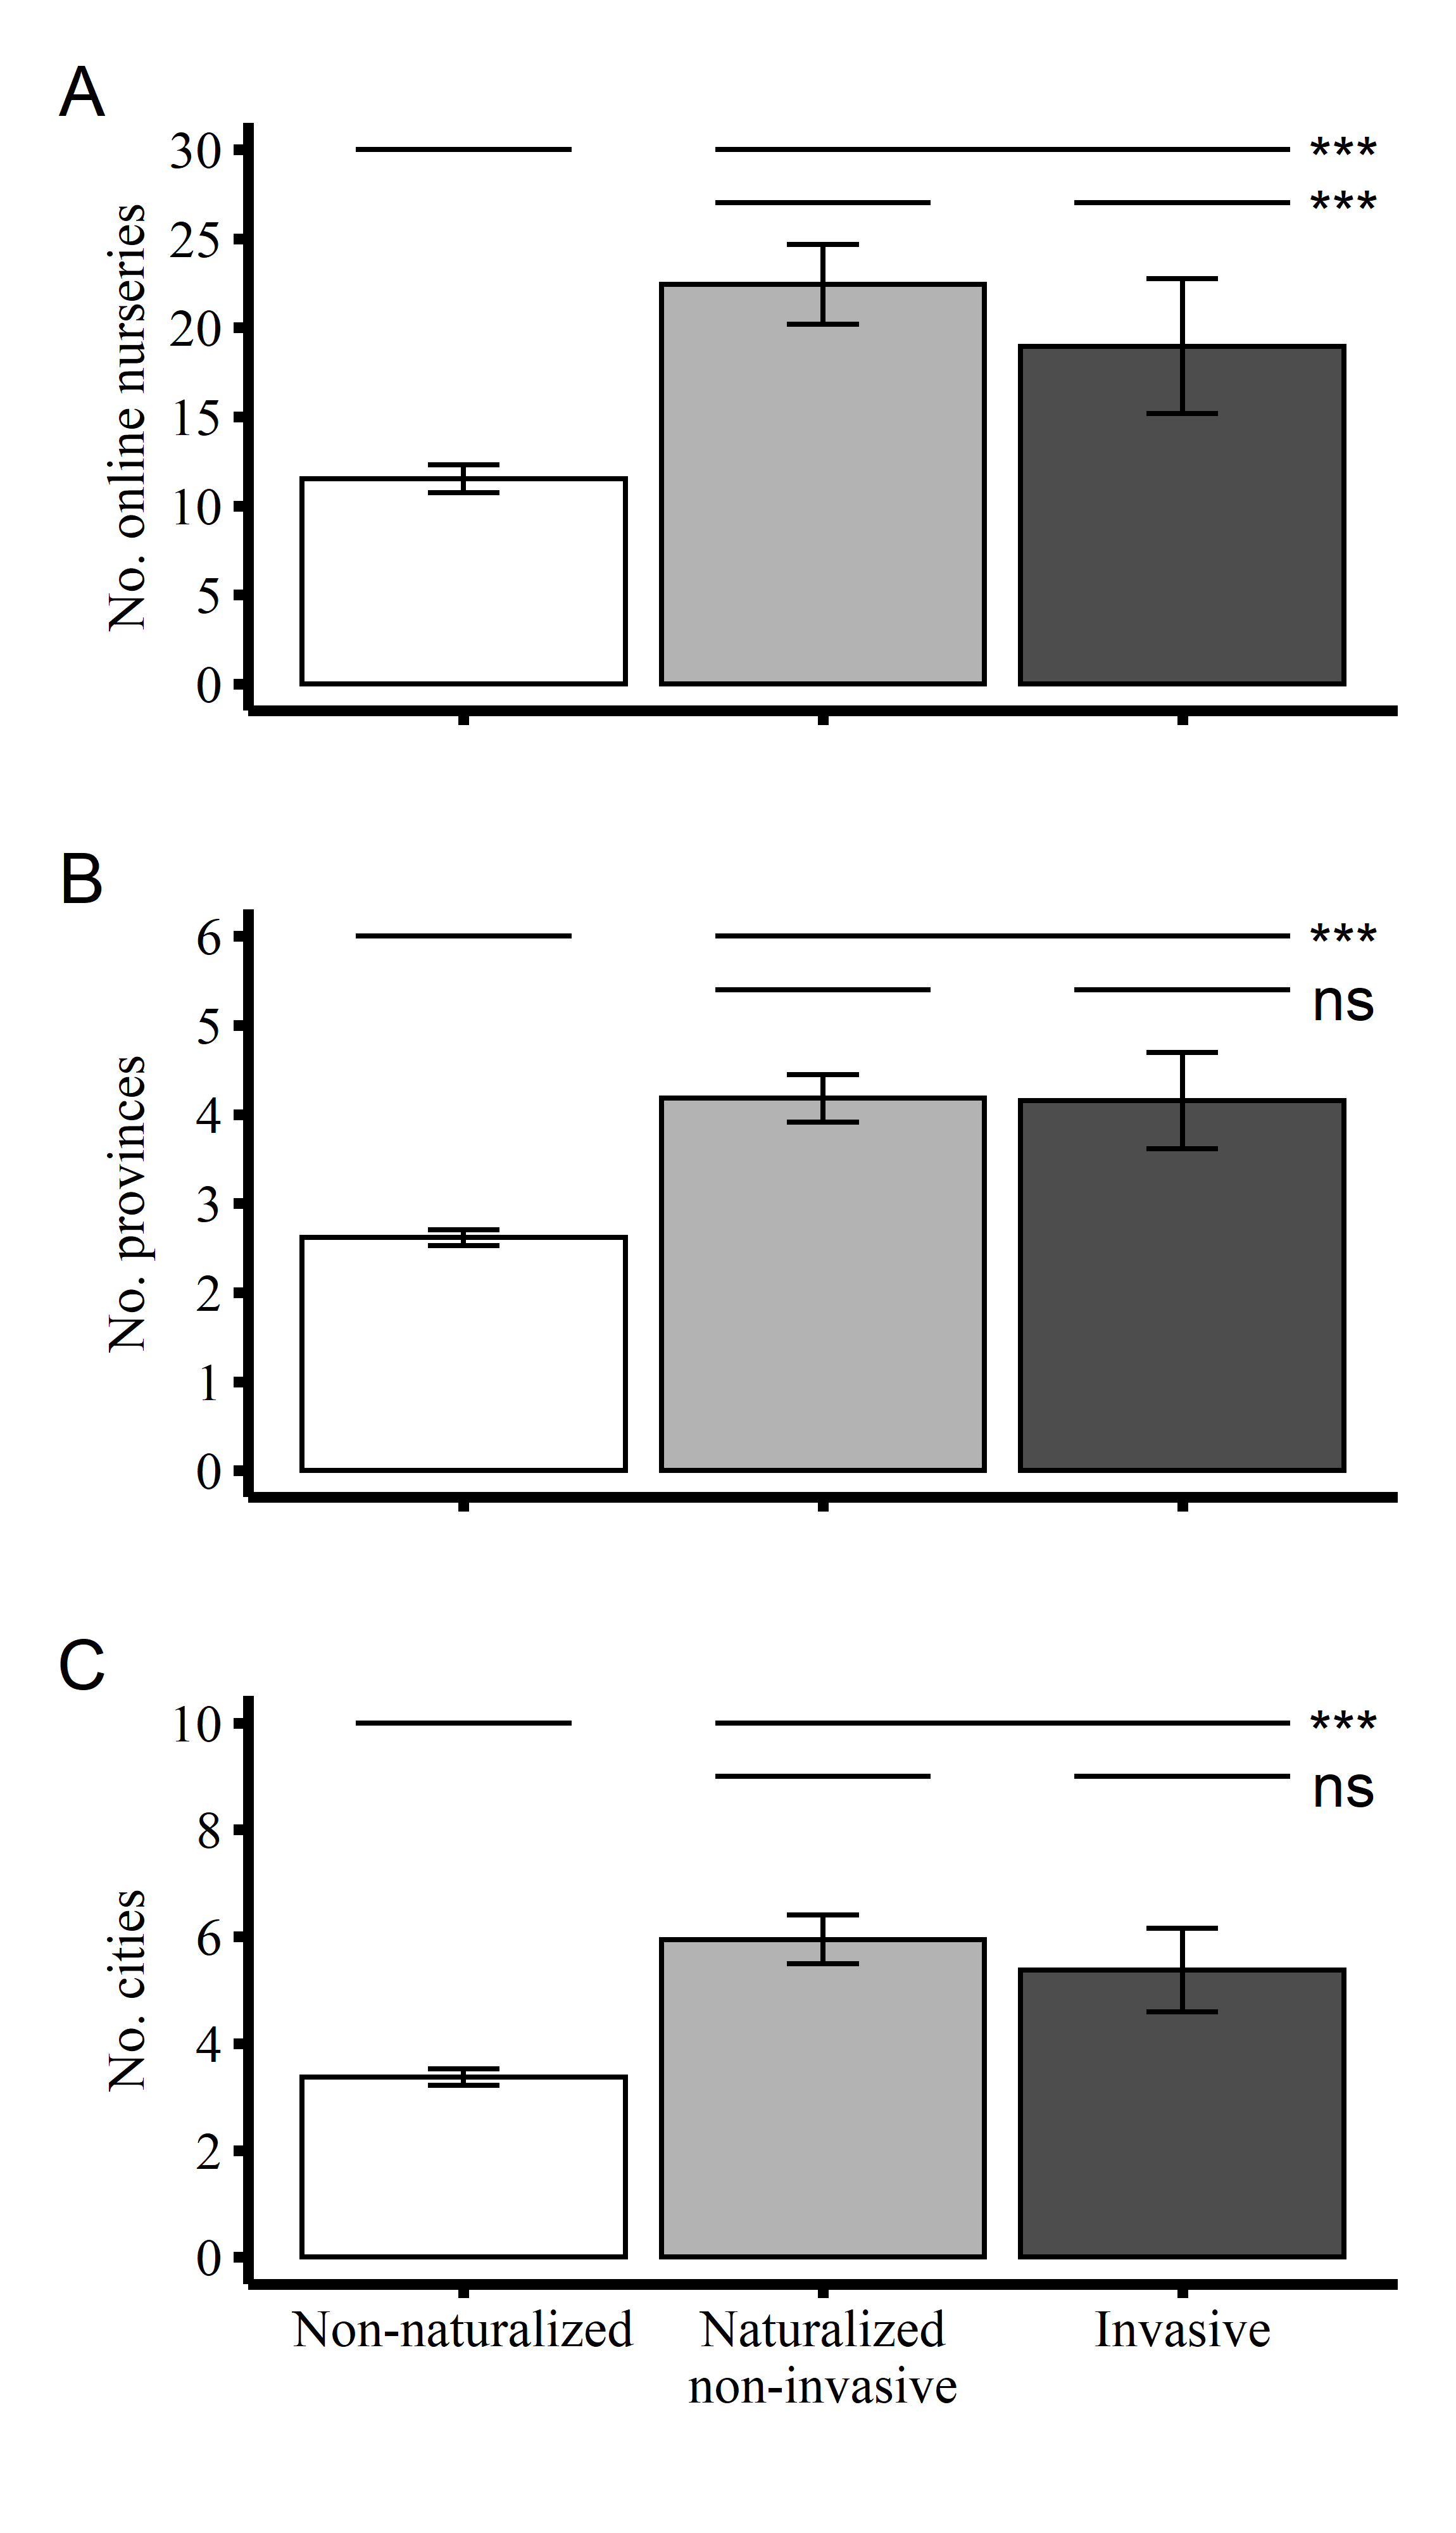 A
No. online nurseries
30
25
20
15
10
5
0
***
***
B
No. provinces
6
5
4
3
2
1
0
***
ns
C
No. cities
10
8
6
4
2
0
***
ns
Non-naturalized
Naturalized
non-invasive
Invasive